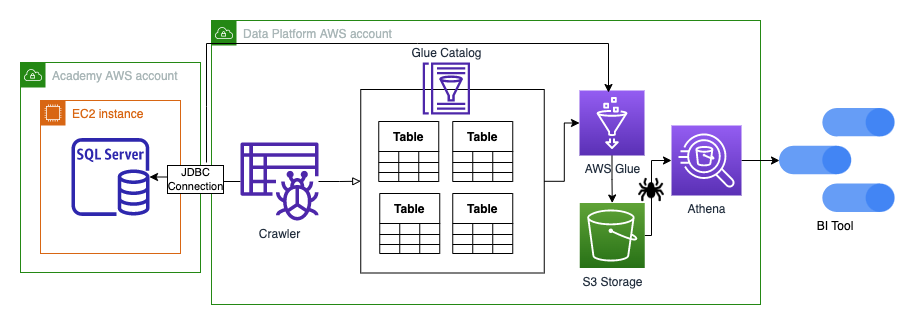 Data Platform AWS account
Glue Catalog
Academy AWS account
EC2 instance
SQL Server
JDBC
Connection
Crawler
Table
Table
Table
Table
AWS Glue
S3 Storage
Athena
BI Tool